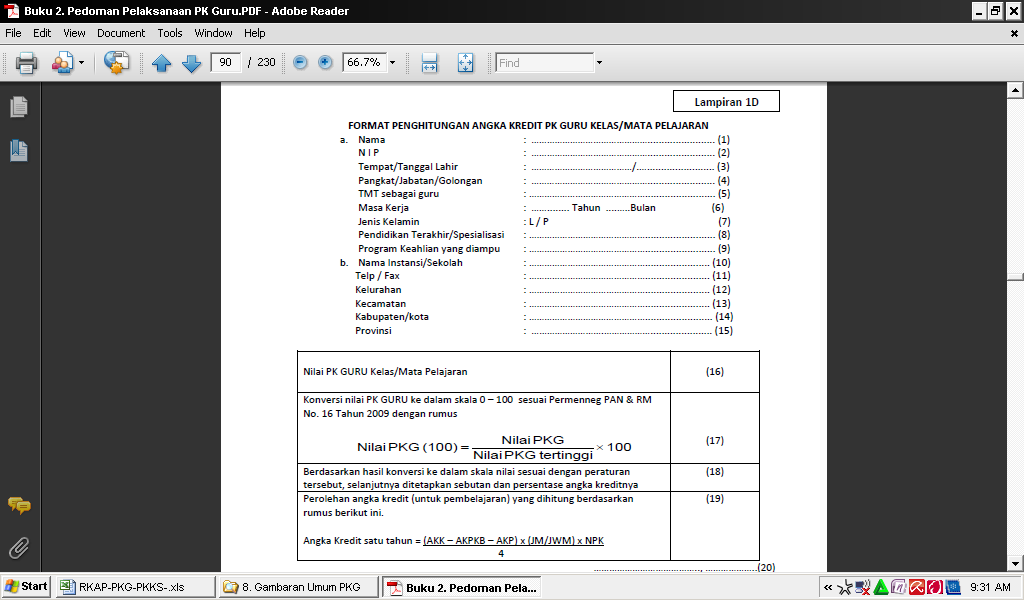 Buku 2. Pedoman Pelaksanaan PK Guru.PDF - Adobe Reader
File Edit View Document Tools Window Help
90 / 230 66.7% Find
Lampiran 1D
FORMAT PENGHITUNGAN ANGKA KREDIT PK GURU KELAS/MATA PELAJARAN
a. Nama : ................................................................ (1)
N I P : ................................................................ (2)
Tempat/Tanggal Lahir : .................................../........................... (3)
Pangkat/Jabatan/Golongan : ................................................................ (4)
TMT sebagai guru : ................................................................ (5)
Masa Kerja : ............. Tahun .........Bulan (6)
Jenis Kelamin : L / P (7)
Pendidikan Terakhir/Spesialisasi : ................................................................ (8)
Program Keahlian yang diampu : ................................................................ (9)
b. Nama Instansi/Sekolah : ................................................................ (10)
Telp / Fax : ................................................................ (11)
Kelurahan : ................................................................ (12)
Kecamatan : ................................................................ (13)
Kabupaten/kota : ................................................................ (14)
Provinsi : ................................................................ (15)
Nilai PK GURU Kelas/Mata Pelajaran (16)
Konversi nilai PK GURU ke dalam skala 0 – 100 sesuai Permenneg PAN & RM
No. 16 Tahun 2009 dengan rumus
Nilai PKG (100) = Nilai PKG / Nilai PKG tertinggi × 100 (17)
Berdasarkan hasil konversi ke dalam skala nilai sesuai dengan peraturan (18)
tersebut, selanjutnya ditetapkan sebutan dan persentase angka kreditnya
Perolehan angka kredit (untuk pembelajaran) yang dihitung berdasarkan (19)
rumus berikut ini.
Angka Kredit satu tahun = (AKK – AKPKB – AKP) x (JM/JWM) x NPK
4
......................................, ...................(20)
Start RKAP-PKG-PKKS-.xls 8. Gambaran Umum PKG Buku 2. Pedoman Pela... « 9:31 AM